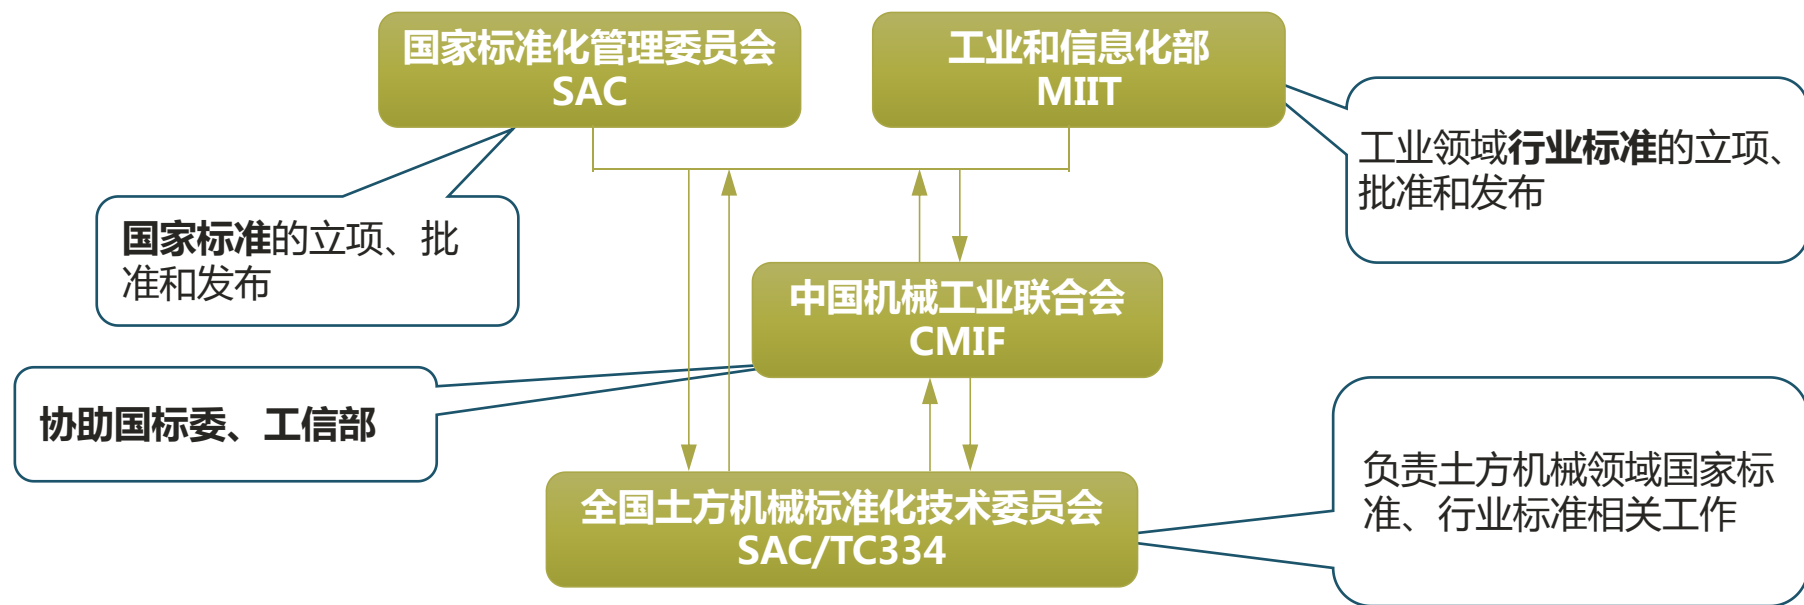 国家标准化管理委员会
SAC
工业和信息化部
MIIT
工业领域行业标准的立项、
批准和发布
国家标准的立项、批
准和发布
中国机械工业联合会
CMIF
协助国标委、工信部
负责土方机械领域国家标
准、行业标准相关工作
全国土方机械标准化技术委员会
SAC/TC334